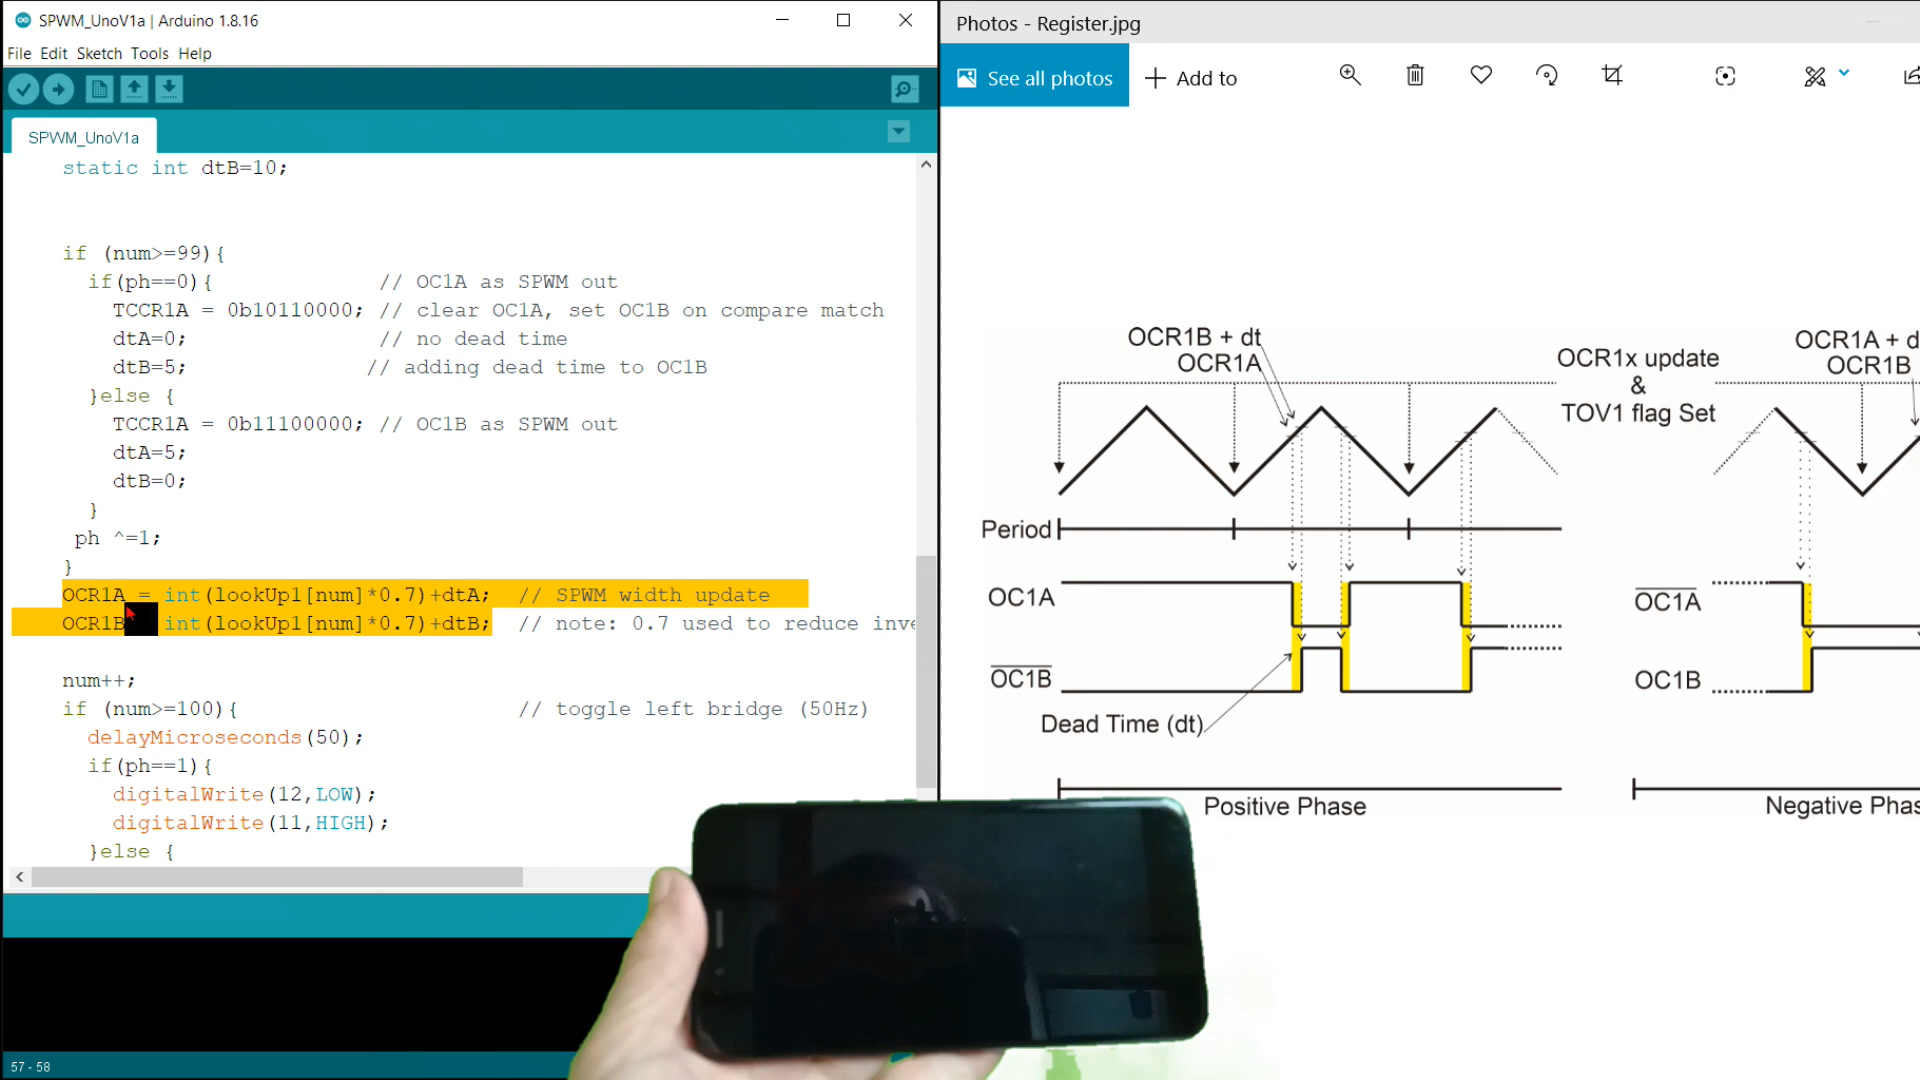 SPWM_UnoV1a | Arduino 1.8.16
File Edit Sketch Tools Help
SPWM_UnoV1a
static int dtB=10;
if (num>=99){
if(ph==0){ // OC1A as SPWM out
TCCR1A = 0b10110000; // clear OC1A, set OC1B on compare match
dtA=0; // no dead time
dtB=5; // adding dead time to OC1B
}else {
TCCR1A = 0b11100000; // OC1B as SPWM out
dtA=5;
dtB=0;
}
ph ^=1;
}
OCR1A = int(lookUp1[num]*0.7)+dtA; // SPWM width update
OCR1B int(lookUp1[num]*0.7)+dtB; // note: 0.7 used to reduce
num++;
if (num>=100){ // toggle left bridge (50Hz)
delayMicroseconds(50);
if(ph==1){
digitalWrite(12,LOW);
digitalWrite(11,HIGH);
}else {
57 - 58
Photos - Register.jpg
See all photos
Add to
OCR1B + dt
OCR1A
OCR1x update
&
TOV1 flag Set
OCR1A + d
OCR1B
Period
OC1A
OC1B
Dead Time (dt)
Positive Phase
OC1A
OC1B
Negative Phas